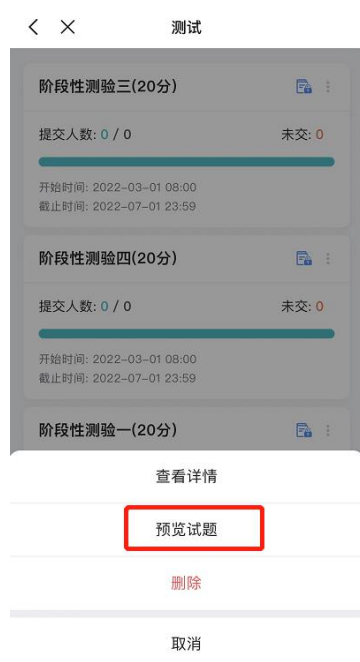 测试
阶段性测验三(20分)
提交人数: 0 / 0 未交: 0
开始时间: 2022-03-01 08:00
截止时间: 2022-07-01 23:59
阶段性测验四(20分)
提交人数: 0 / 0 未交: 0
开始时间: 2022-03-01 08:00
截止时间: 2022-07-01 23:59
阶段性测验一(20分)
查看详情
预览试题
删除
取消